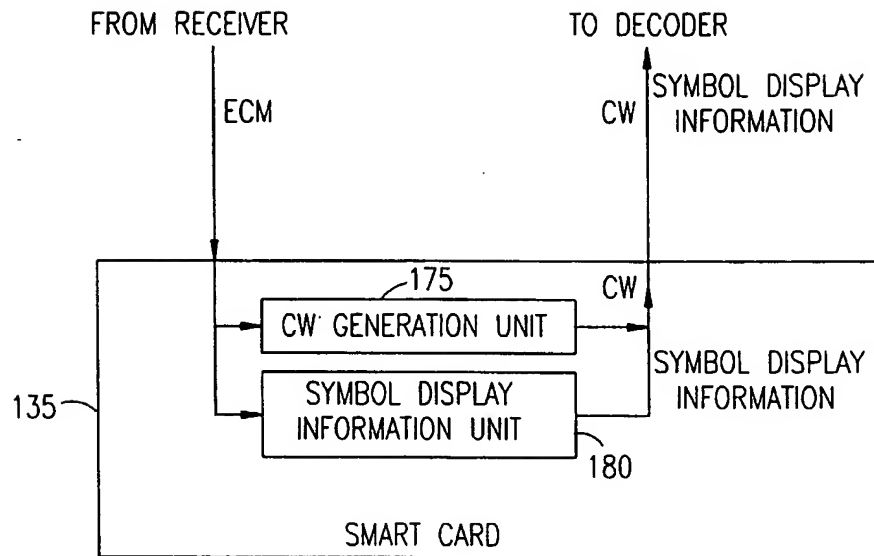 FROM RECEIVER
TO DECODER
ECM
CW
SYMBOL DISPLAY
INFORMATION
175
CW GENERATION UNIT
CW
SYMBOL DISPLAY
INFORMATION UNIT
SYMBOL DISPLAY
INFORMATION
135
180
SMART CARD